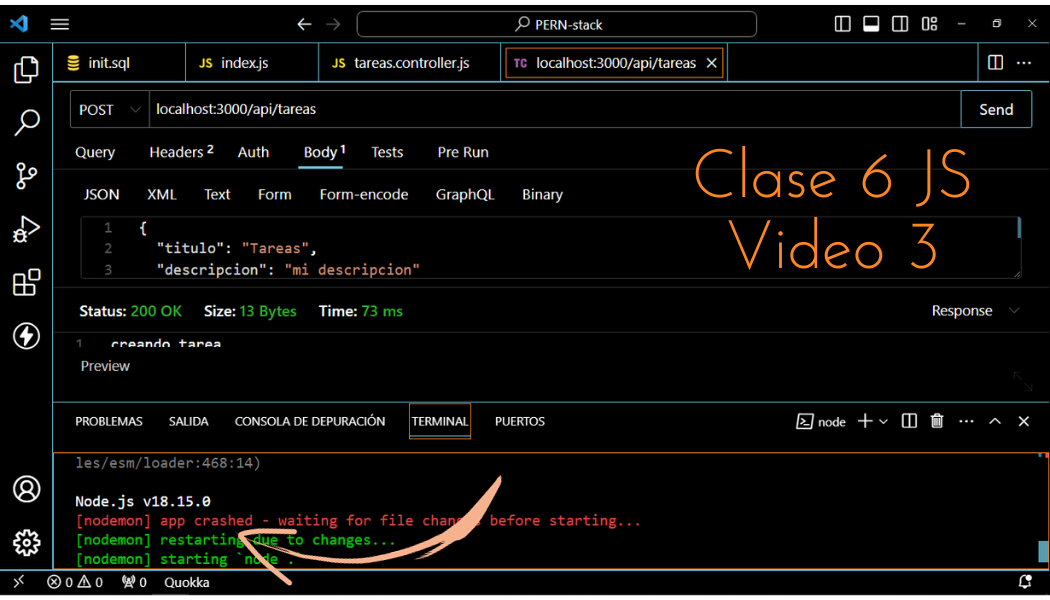 PERN-stack
init.sql JS index.js JS tareas.controller.js TC localhost:3000/api/tareas
POST localhost:3000/api/tareas Send
Query Headers 2 Auth Body 1 Tests Pre Run
Clase 6 JS
Video 3
JSON XML Text Form Form-encode GraphQL Binary
1 {
2 "titulo": "Tareas",
3 "descripcion": "mi descripcion"
Status: 200 OK Size: 13 Bytes Time: 73 ms Response
1 creando tarea
Preview
PROBLEMAS SALIDA CONSOLA DE DEPURACIÓN TERMINAL PUERTOS node
les/esm/loader:468:14)
Node.js v18.15.0
[nodemon] app crashed - waiting for file changes before starting...
[nodemon] restarting due to changes...
[nodemon] starting `node .
0 0 0 Quokka